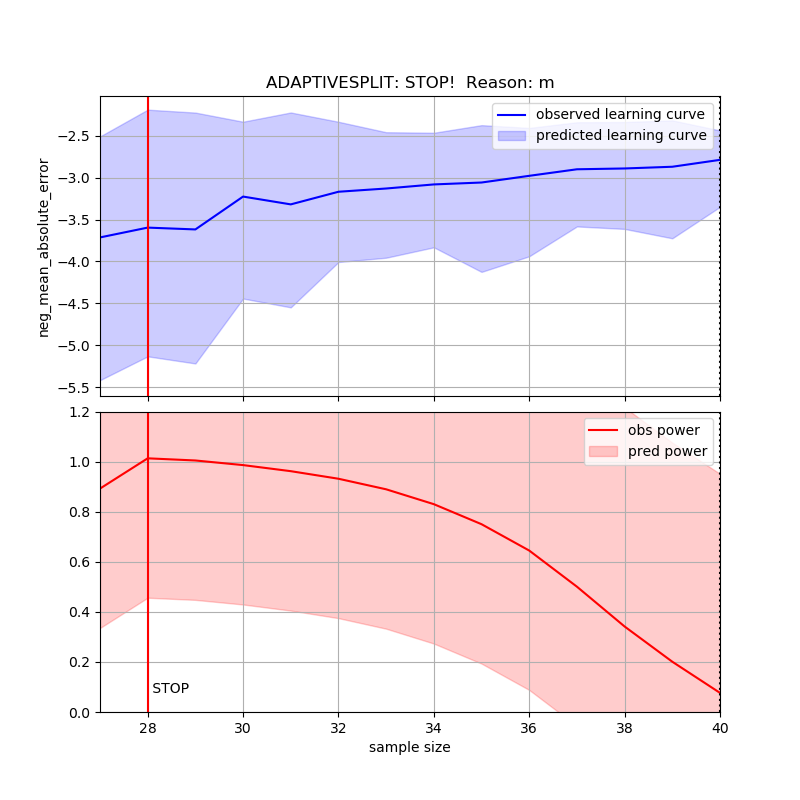 ADAPTIVESPLIT: STOP!  Reason: m
observed learning curve
predicted learning curve
neg_mean_absolute_error
−2.5
−3.0
−3.5
−4.0
−4.5
−5.0
−5.5
obs power
pred power
1.2
1.0
0.8
0.6
0.4
0.2
0.0
STOP
28 30 32 34 36 38 40
sample size